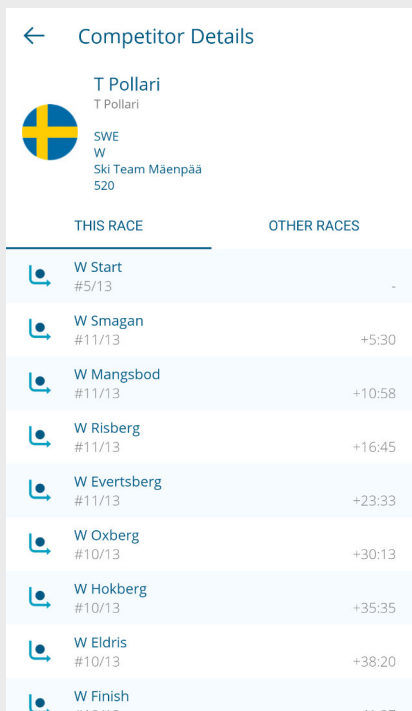 Competitor Details
T Pollari
T Pollari
SWE
W
Ski Team Mäenpää
520
THIS RACE
OTHER RACES
W Start
#5/13 -
W Smagan
#11/13 +5:30
W Mangsbod
#11/13 +10:58
W Risberg
#11/13 +16:45
W Evertsberg
#11/13 +23:33
W Oxberg
#10/13 +30:13
W Hokberg
#10/13 +35:35
W Eldris
#10/13 +38:20
W Finish